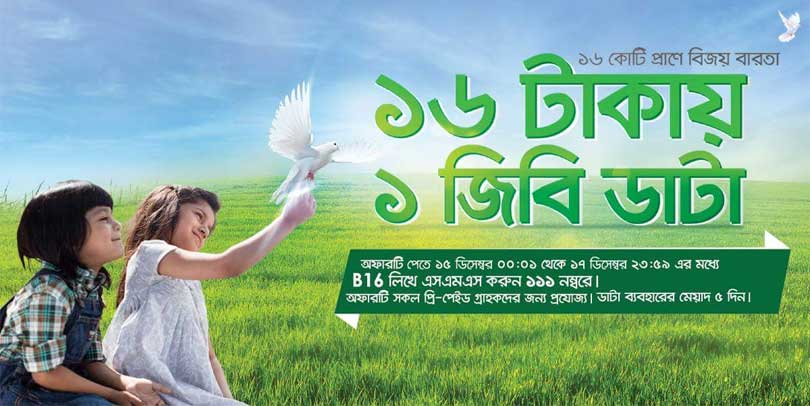 ১৬ কোটি প্রাণে বিজয় বারতা
১৬ টাকায়
১ জিবি ডাটা
অফারটি পেতে ১৫ ডিসেম্বর ০০:০১ থেকে ১৭ ডিসেম্বর ২৩:৫৯ এর মধ্যে
B16 লিখে এসএমএস করুন ১১১ নম্বরে।
অফারটি সকল প্রি-পেইড গ্রাহকদের জন্য প্রযোজ্য। ডাটা ব্যবহারের মেয়াদ ৫ দিন।